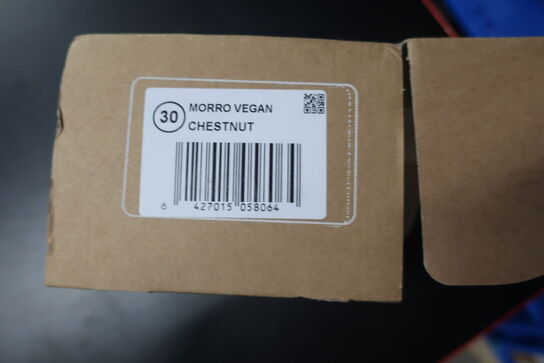 30 MORRO VEGAN
CHESTNUT
6 427015 058064